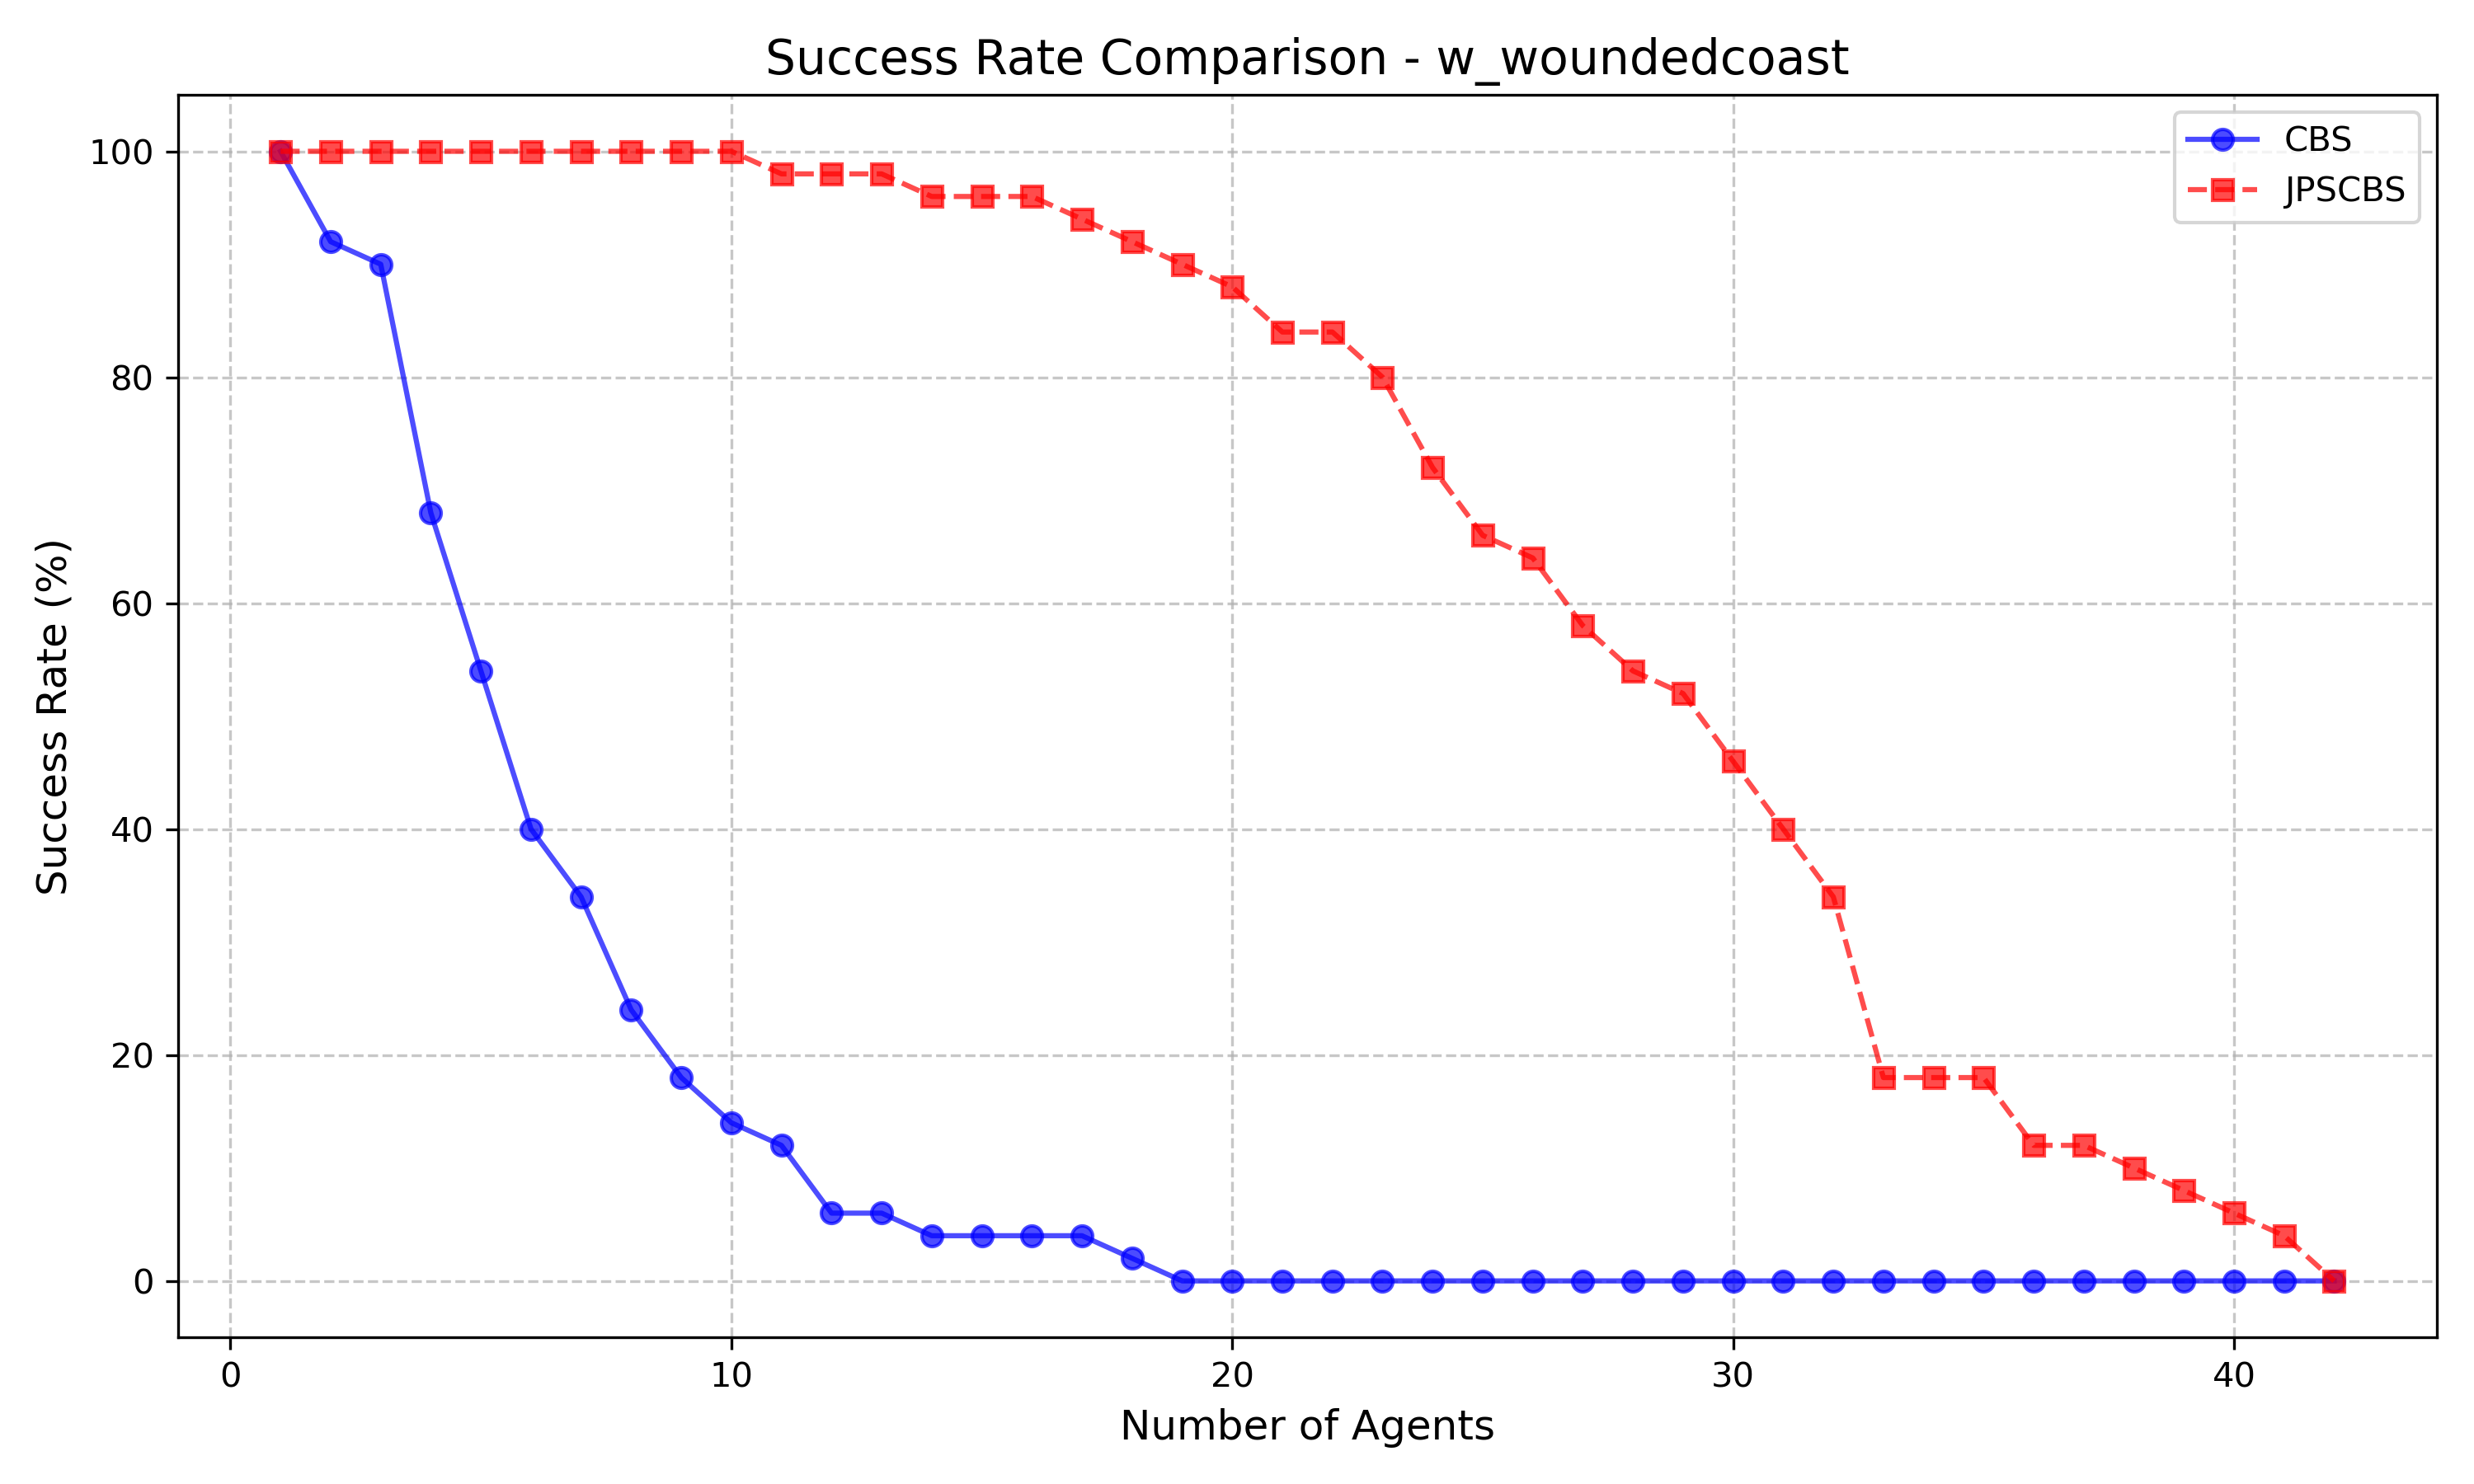 Success Rate Comparison - w_woundedcoast
CBS
JPSCBS
Success Rate (%)
100
80
60
40
20
0
0 10 20 30 40
Number of Agents